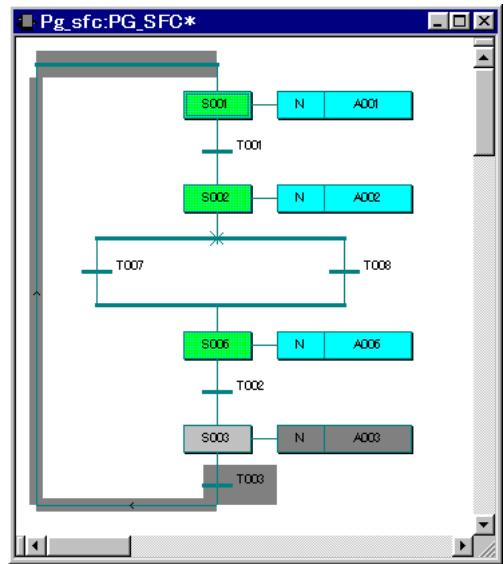 Pg_sfc:PG_SFC*
S001 N A001
T001
S002 N A002
T007 T008
S006 N A006
T002
S003 N A003
T003